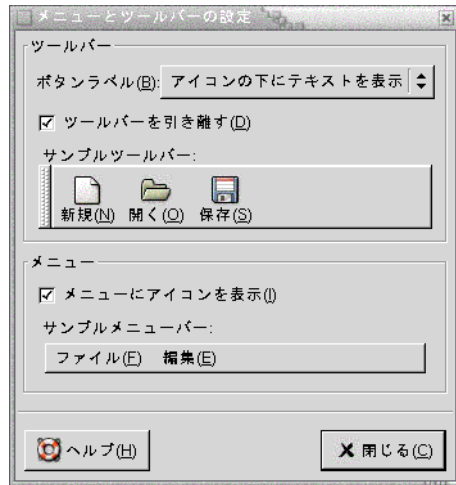 メニューとツールバーの設定
ツールバー
ボタンラベル(B): アイコンの下にテキストを表示
ツールバーを引き離す(D)
サンプルツールバー:
新規(N) 開く(O) 保存(S)
メニュー
メニューにアイコンを表示(I)
サンプルメニューバー:
ファイル(F) 編集(E)
ヘルプ(H) 閉じる(C)